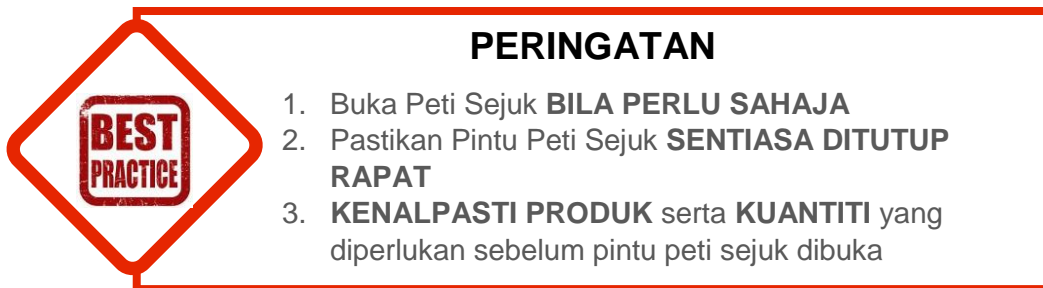 PERINGATAN
BEST
PRACTICE
1. Buka Peti Sejuk BILA PERLU SAHAJA
2. Pastikan Pintu Peti Sejuk SENTIASA DITUTUP
RAPAT
3. KENALPASTI PRODUK serta KUANTITI yang
diperlukan sebelum pintu peti sejuk dibuka